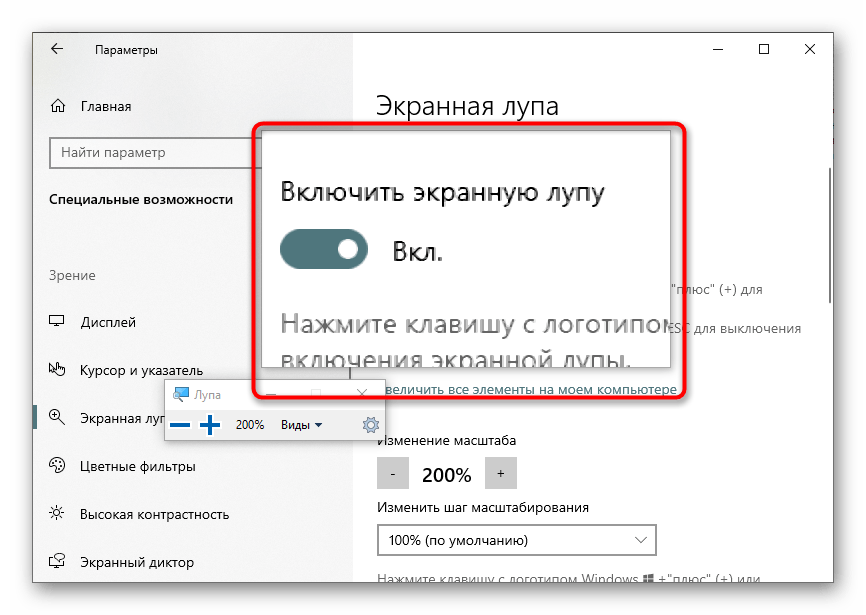 Параметры
Главная
Найти параметр
Специальные возможности
Зрение
Дисплей
Курсор и указатель
Экранная
Цветные фильтры
Высокая контрастность
Экранный диктор
Экранная лупа
Включить экранную лупу
Вкл.
Нажмите клавишу с логотипом
включения экранной лупы.
"плюс" (+) для
ESC для выключения
величить все элементы на моем компьютере
Лупа
200%
Виды
Изменение масштаба
- 200% +
Изменить шаг масштабирования
100% (по умолчанию)
Нажмите клавишу с логотипом Windows +"плюс" (+) или